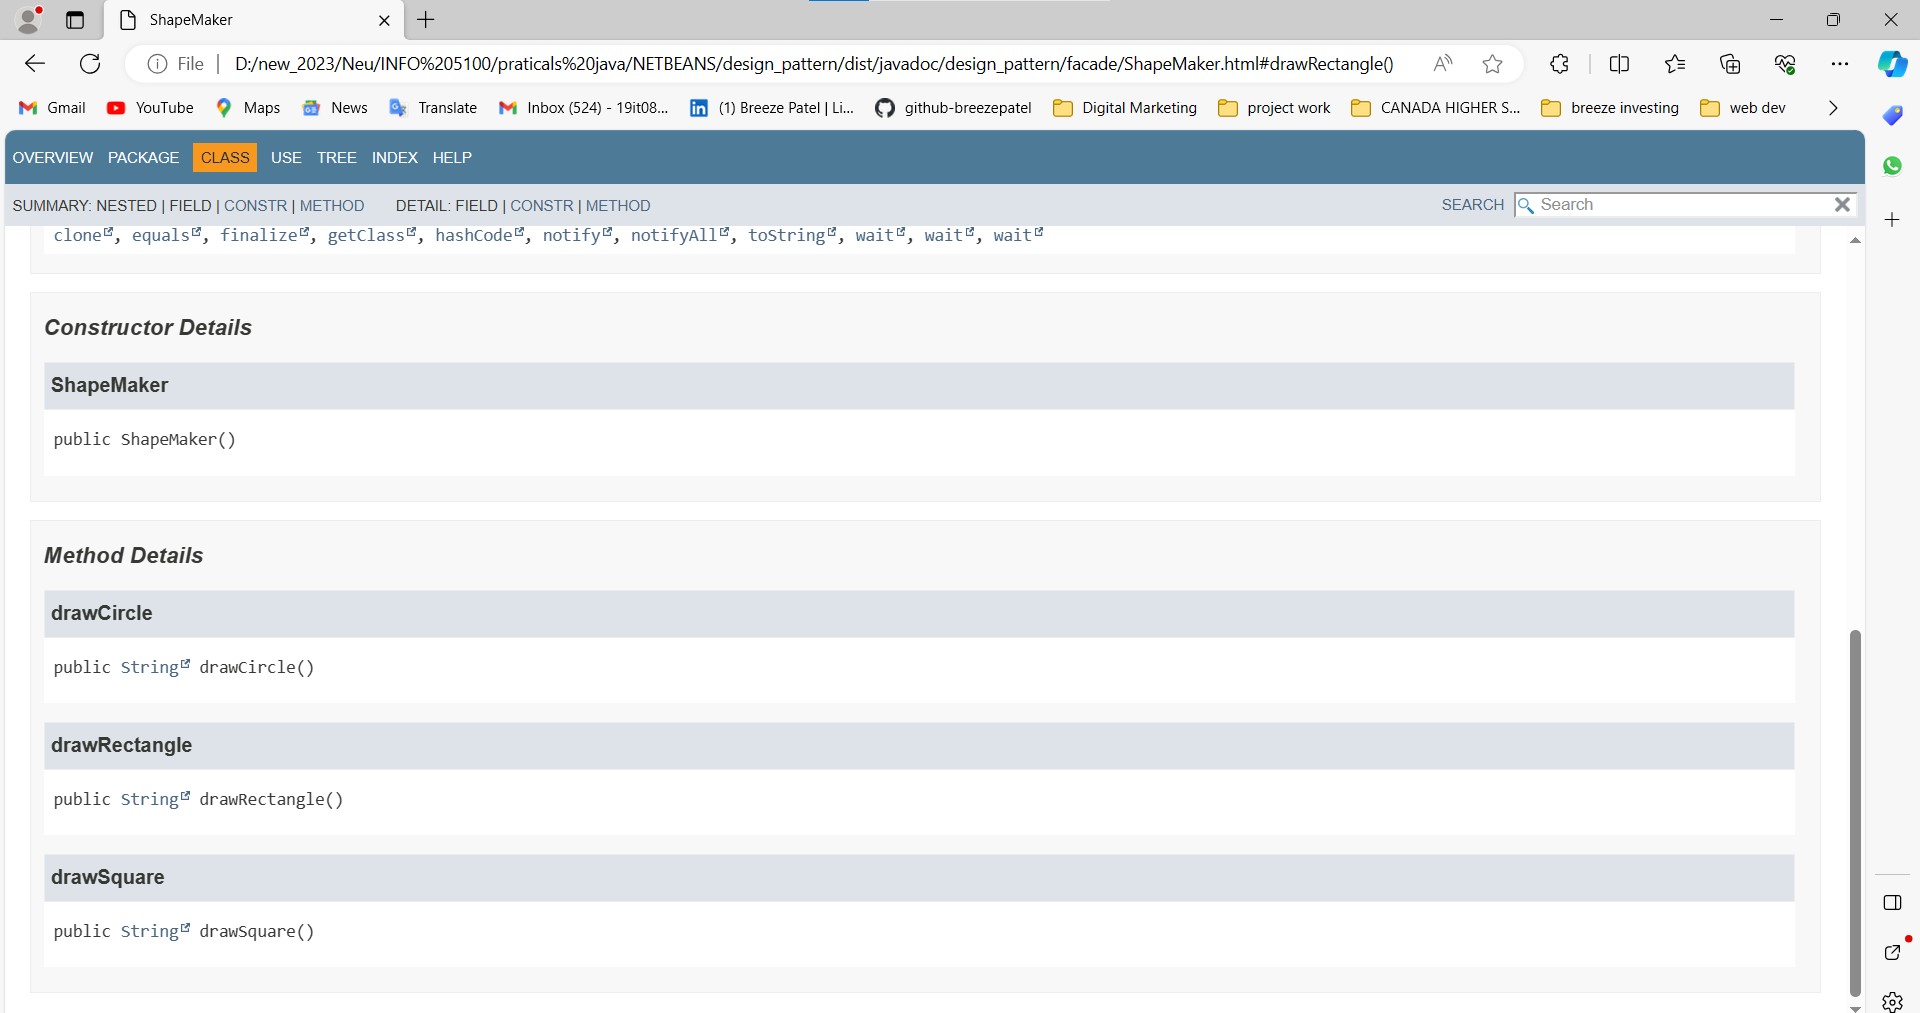 ShapeMaker
File D:/new_2023/Neu/INFO%205100/praticals%20java/NETBEANS/design_pattern/dist/javadoc/design_pattern/facade/ShapeMaker.html#drawRectangle()
Gmail YouTube Maps News Translate Inbox (524) - 19it08... (1) Breeze Patel | Li... github-breezepatel Digital Marketing project work CANADA HIGHER S... breeze investing web dev
OVERVIEW PACKAGE CLASS USE TREE INDEX HELP
SUMMARY: NESTED | FIELD | CONSTR | METHOD DETAIL: FIELD | CONSTR | METHOD SEARCH Search
clone, equals, finalize, getClass, hashCode, notify, notifyAll, toString, wait, wait, wait
Constructor Details
ShapeMaker
public ShapeMaker()
Method Details
drawCircle
public String drawCircle()
drawRectangle
public String drawRectangle()
drawSquare
public String drawSquare()